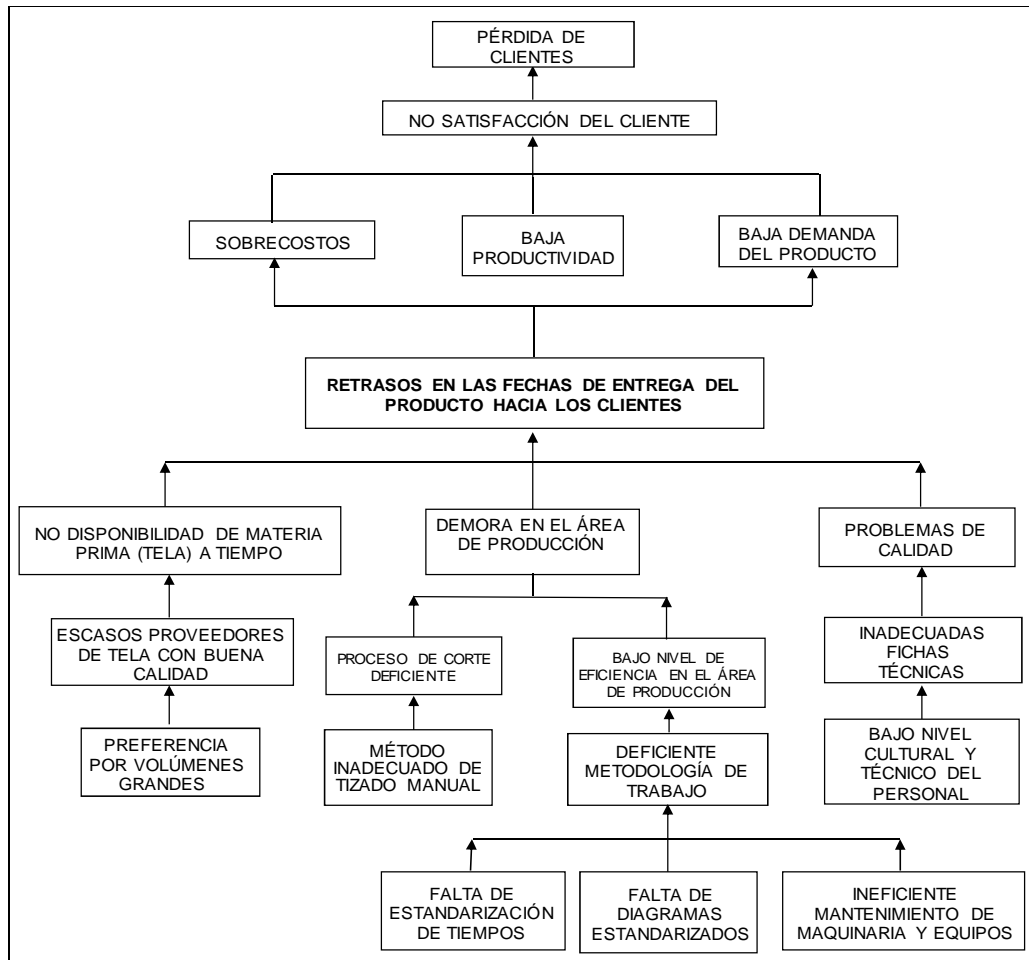 PÉRDIDA DE
CLIENTES
NO SATISFACCIÓN DEL CLIENTE
SOBRECOSTOS
BAJA
PRODUCTIVIDAD
BAJA DEMANDA
DEL PRODUCTO
RETRASOS EN LAS FECHAS DE ENTREGA DEL
PRODUCTO HACIA LOS CLIENTES
NO DISPONIBILIDAD DE MATERIA
PRIMA (TELA) A TIEMPO
DEMORA EN EL ÁREA
DE PRODUCCIÓN
PROBLEMAS DE
CALIDAD
ESCASOS PROVEEDORES
DE TELA CON BUENA
CALIDAD
PROCESO DE CORTE
DEFICIENTE
BAJO NIVEL DE
EFICIENCIA EN EL ÁREA
DE PRODUCCIÓN
INADECUADAS
FICHAS
TÉCNICAS
PREFERENCIA
POR VOLÚMENES
GRANDES
MÉTODO
INADECUADO DE
TIZADO MANUAL
DEFICIENTE
METODOLOGÍA DE
TRABAJO
BAJO NIVEL
CULTURAL Y
TÉCNICO DEL
PERSONAL
FALTA DE
ESTANDARIZACIÓN
DE TIEMPOS
FALTA DE
DIAGRAMAS
ESTANDARIZADOS
INEFICIENTE
MANTENIMIENTO DE
MAQUINARIA Y EQUIPOS